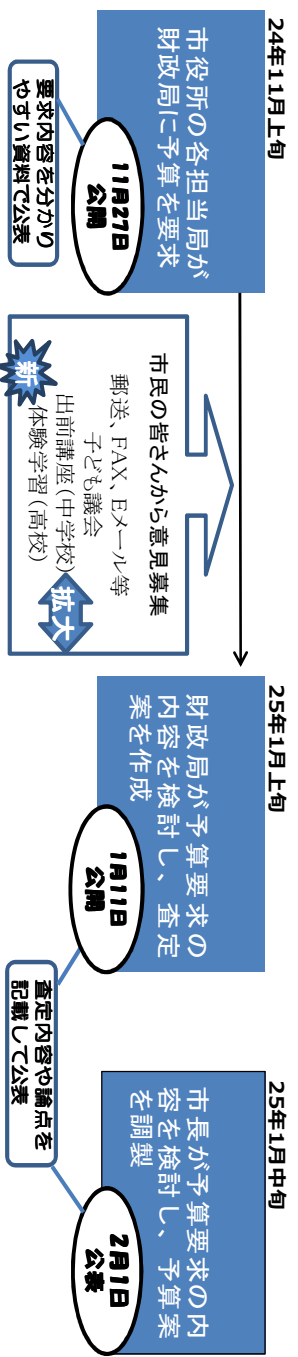 24年11月上旬
市役所の各担当局が
財政局に予算を要求
11月27日
公開
要求内容を分かり
やすい資料で公表
市民の皆さんから意見募集
郵送、FAX、Eメール等
子ども議会
出前講座(中学校)
体験学習(高校)
新
拡大
25年1月上旬
財政局が予算要求の
内容を検討し、査定
案を作成
1月11日
公開
査定内容や論点を
記載して公表
25年1月中旬
市長が予算要求の内
容を検討し、予算案
を調製
2月1日
公表